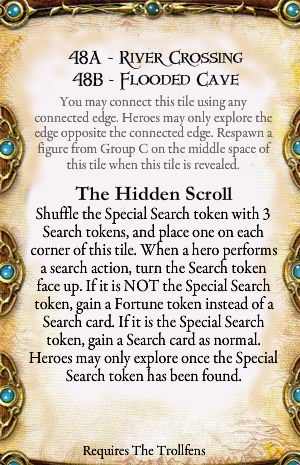 48A - River Crossing
48B - Flooded Cave
You may connect this tile using any
connected edge. Heroes may only explore the
edge opposite the connected edge. Respawn a
figure from Group C on the middle space of
this tile when this tile is revealed.
The Hidden Scroll
Shuffle the Special Search token with 3
Search tokens, and place one on each
corner of this tile. When a hero performs
a search action, turn the Search token
face up. If it is NOT the Special Search
token, gain a Fortune token instead of a
Search card. If it is the Special Search
token, gain a Search card as normal.
Heroes may only explore once the Special
Search token has been found.
Requires The Trollfens